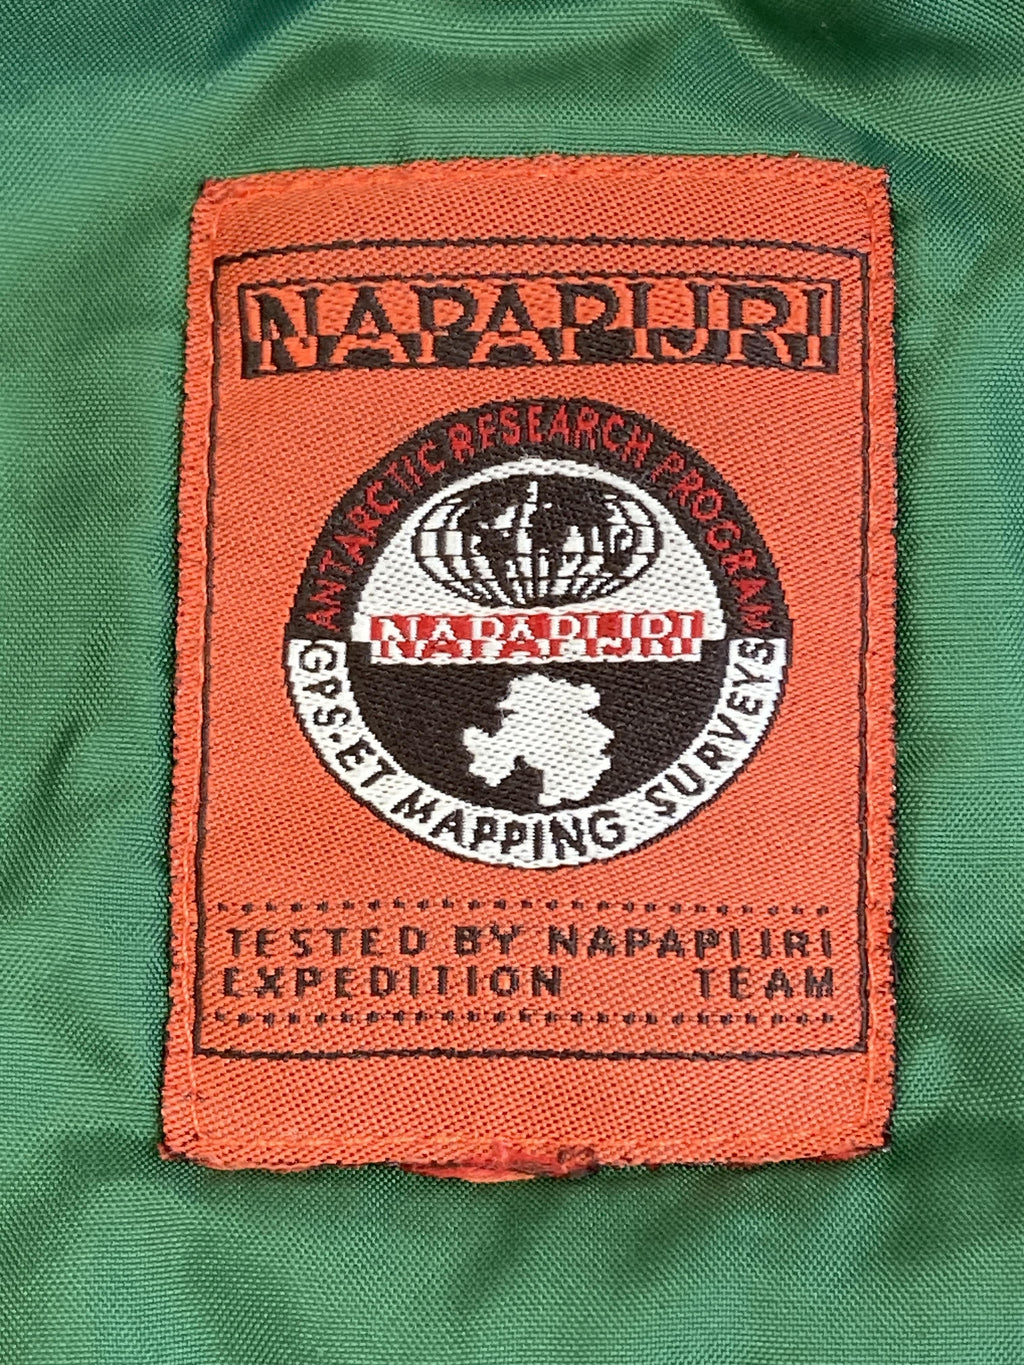 NAPAPIJRI
ANTARCTIC RESEARCH PROGRAM
NAPAPIJRI
GPS.ET MAPPING SURVEYS
TESTED BY NAPAPIJRI
EXPEDITION TEAM